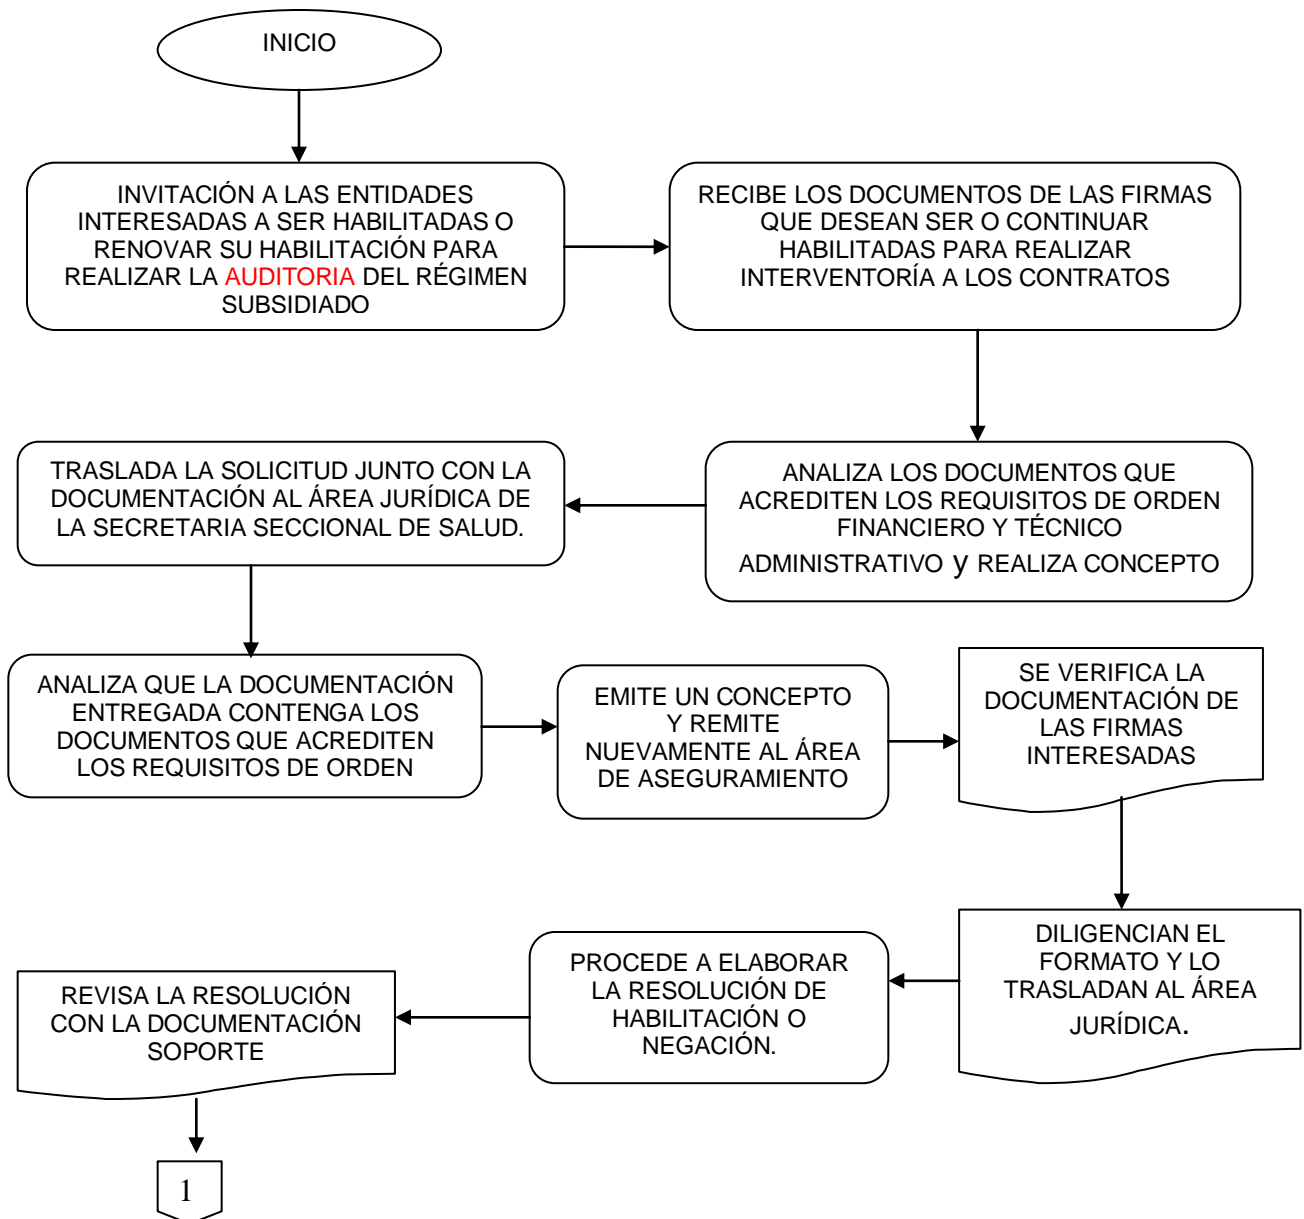 INICIO
INVITACIÓN A LAS ENTIDADES
INTERESADAS A SER HABILITADAS O
RENOVAR SU HABILITACIÓN PARA
REALIZAR LA AUDITORIA DEL RÉGIMEN
SUBSIDIADO
RECIBE LOS DOCUMENTOS DE LAS FIRMAS
QUE DESEAN SER O CONTINUAR
HABILITADAS PARA REALIZAR
INTERVENTORÍA A LOS CONTRATOS
ANALIZA LOS DOCUMENTOS QUE
ACREDITEN LOS REQUISITOS DE ORDEN
FINANCIERO Y TÉCNICO
ADMINISTRATIVO y REALIZA CONCEPTO
TRASLADA LA SOLICITUD JUNTO CON LA
DOCUMENTACIÓN AL ÁREA JURÍDICA DE
LA SECRETARIA SECCIONAL DE SALUD.
ANALIZA QUE LA DOCUMENTACIÓN
ENTREGADA CONTENGA LOS
DOCUMENTOS QUE ACREDITEN
LOS REQUISITOS DE ORDEN
EMITE UN CONCEPTO
Y REMITE
NUEVAMENTE AL ÁREA
DE ASEGURAMIENTO
SE VERIFICA LA
DOCUMENTACIÓN DE
LAS FIRMAS
INTERESADAS
DILIGENCIAN EL
FORMATO Y LO
TRASLADAN AL ÁREA
JURÍDICA.
PROCEDE A ELABORAR
LA RESOLUCIÓN DE
HABILITACIÓN O
NEGACIÓN.
REVISA LA RESOLUCIÓN
CON LA DOCUMENTACIÓN
SOPORTE
1